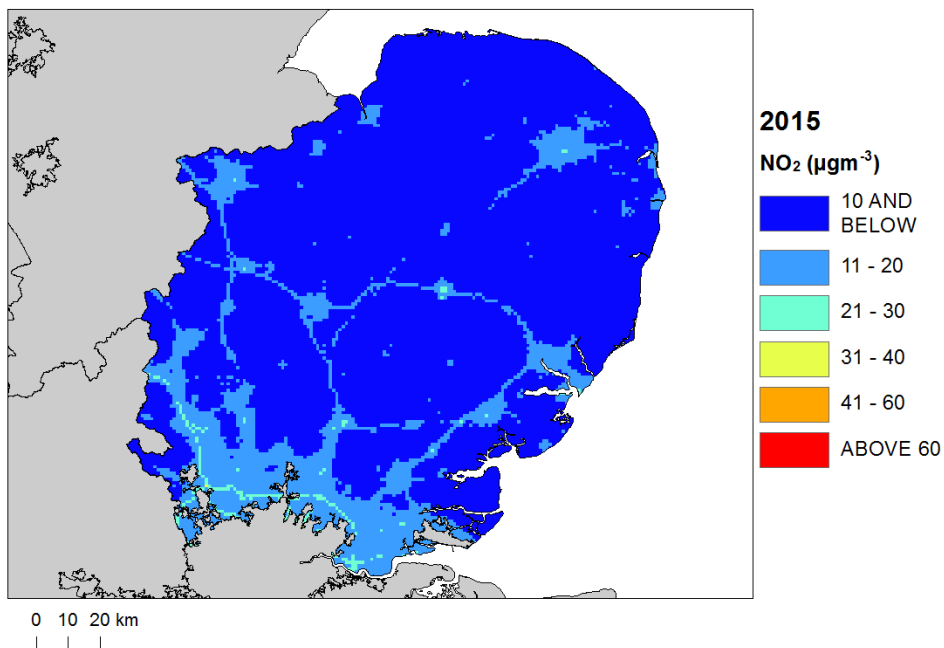 2015
NO₂ (µgm⁻³)
10 AND
BELOW
11 - 20
21 - 30
31 - 40
41 - 60
ABOVE 60
0 10 20 km